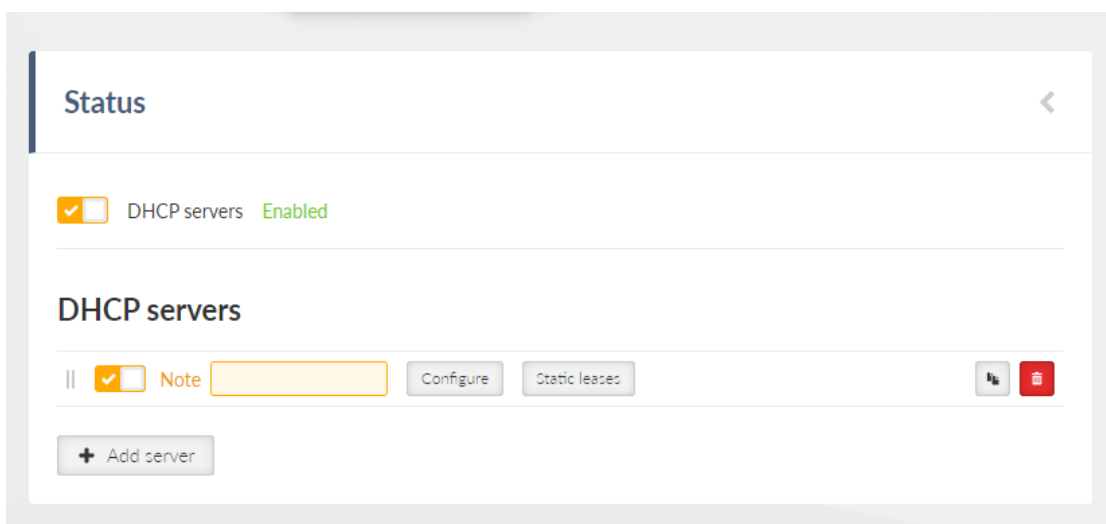 Status
DHCP servers Enabled
DHCP servers
Note Configure Static leases
Add server